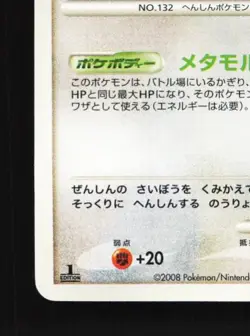 NO.132 へんしんポケモン
ポケボディー メタモル
このポケモンは、バトル場にいるかぎり、
HPと同じ最大HPになり、そのポケモン
ワザとして使える(エネルギーは必要)。
ぜんしんの さいぼうを くみかえて
そっくりに へんしんする のうりょ
弱点
+20
抵
1
EDITION
©2008 Pokémon/Nintendo